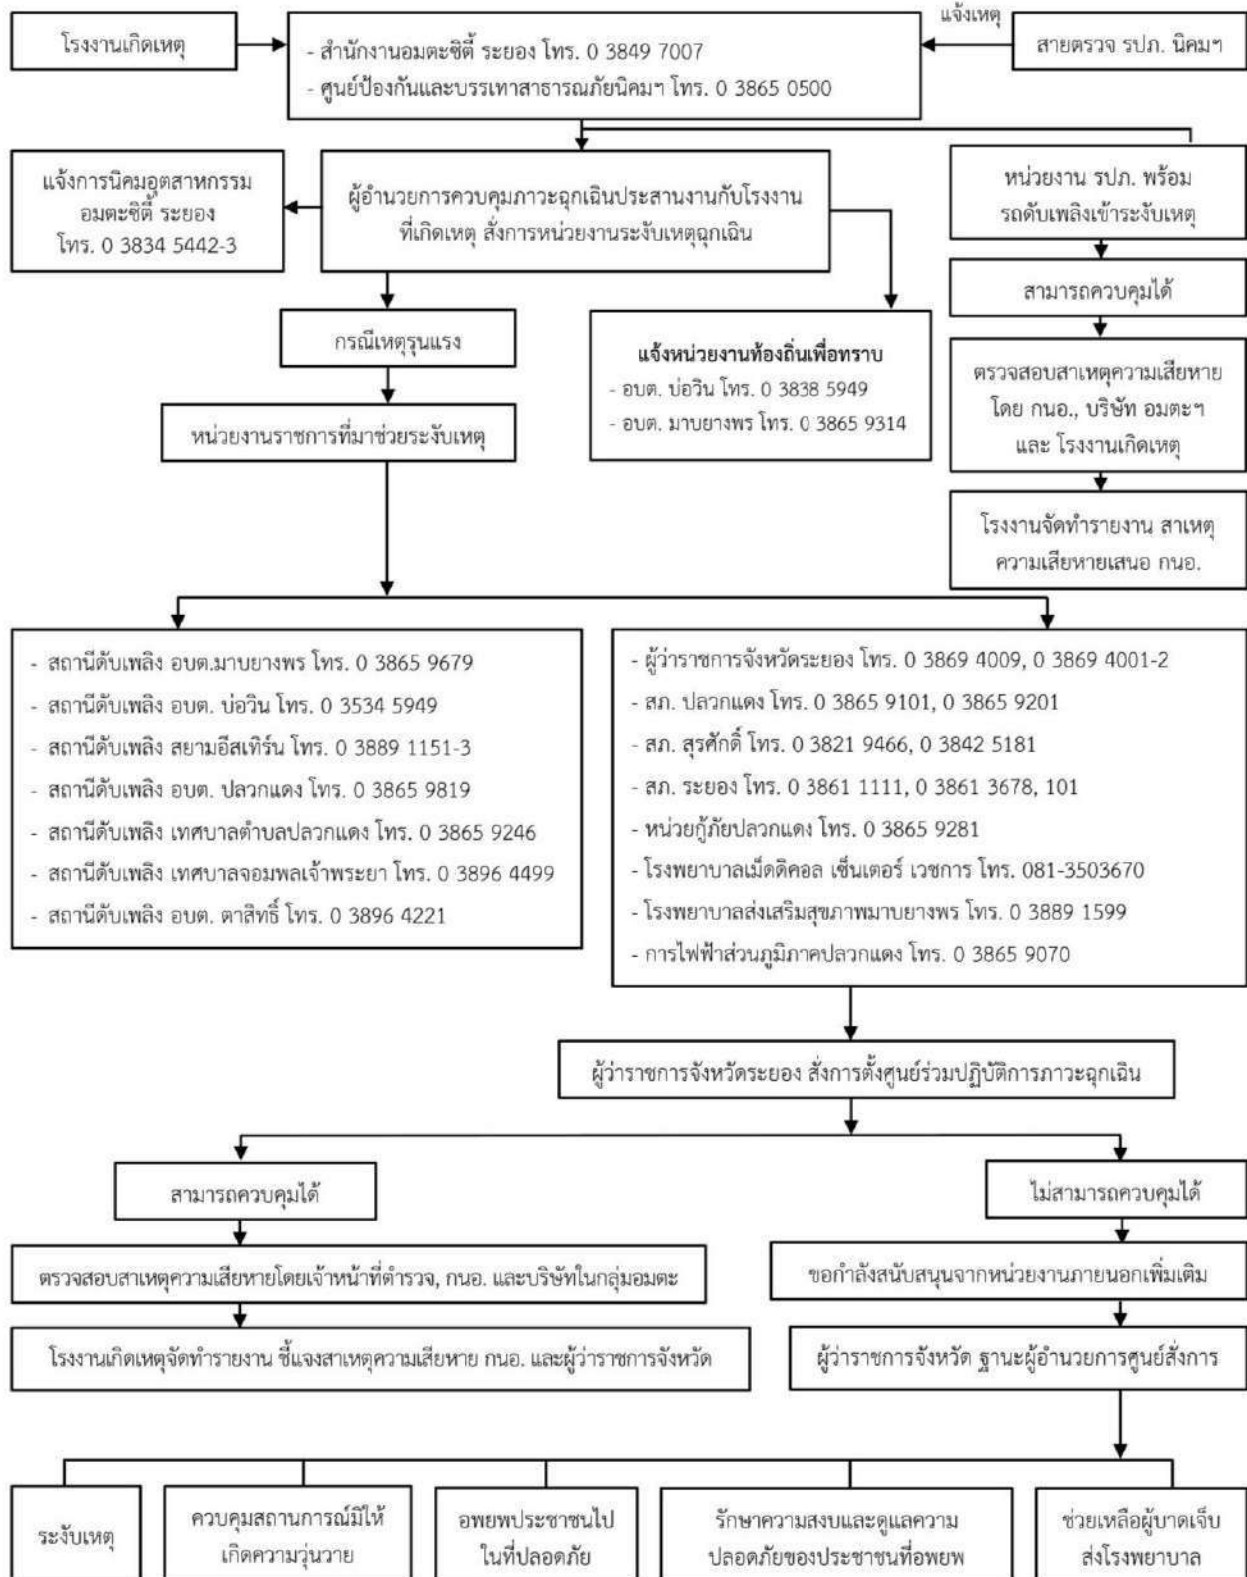 แจ้งเหตุ
โรงงานเกิดเหตุ
- สำนักงานอมตะซิตี้ ระยอง โทร. 0 3849 7007
- ศูนย์ป้องกันและบรรเทาสาธารณภัยนิคมฯ โทร. 0 3865 0500
สายตรวจ รปภ. นิคมฯ
แจ้งการนิคมอุตสาหกรรม
อมตะซิตี้ ระยอง
โทร. 0 3834 5442-3
ผู้อำนวยการควบคุมภาวะฉุกเฉินประสานงานกับโรงงาน
ที่เกิดเหตุ สั่งการหน่วยงานระงับเหตุฉุกเฉิน
หน่วยงาน รปภ. พร้อม
รถดับเพลิงเข้าระงับเหตุ
สามารถควบคุมได้
กรณีเหตุรุนแรง
แจ้งหน่วยงานท้องถิ่นเพื่อทราบ
- อบต. บ่อวิน โทร. 0 3838 5949
- อบต. มาบยางพร โทร. 0 3865 9314
ตรวจสอบสาเหตุความเสียหาย
โดย กนอ., บริษัท อมตะฯ
และ โรงงานเกิดเหตุ
หน่วยงานราชการที่มาช่วยระงับเหตุ
โรงงานจัดทำรายงาน สาเหตุ
ความเสียหายเสนอ กนอ.
- สถานีดับเพลิง อบต.มาบยางพร โทร. 0 3865 9679
- สถานีดับเพลิง อบต. บ่อวิน โทร. 0 3534 5949
- สถานีดับเพลิง สยามอีสเทิร์น โทร. 0 3889 1151-3
- สถานีดับเพลิง อบต. ปลวกแดง โทร. 0 3865 9819
- สถานีดับเพลิง เทศบาลตำบลปลวกแดง โทร. 0 3865 9246
- สถานีดับเพลิง เทศบาลจอมพลเจ้าพระยา โทร. 0 3896 4499
- สถานีดับเพลิง อบต. ตาสิทธิ์ โทร. 0 3896 4221
- ผู้ว่าราชการจังหวัดระยอง โทร. 0 3869 4009, 0 3869 4001-2
- สภ. ปลวกแดง โทร. 0 3865 9101, 0 3865 9201
- สภ. สุรศักดิ์ โทร. 0 3821 9466, 0 3842 5181
- สภ. ระยอง โทร. 0 3861 1111, 0 3861 3678, 101
- หน่วยกู้ภัยปลวกแดง โทร. 0 3865 9281
- โรงพยาบาลเม็ดดิคอล เซ็นเตอร์ เวชการ โทร. 081-3503670
- โรงพยาบาลส่งเสริมสุขภาพมาบยางพร โทร. 0 3889 1599
- การไฟฟ้าส่วนภูมิภาคปลวกแดง โทร. 0 3865 9070
ผู้ว่าราชการจังหวัดระยอง สั่งการตั้งศูนย์ร่วมปฏิบัติการภาวะฉุกเฉิน
สามารถควบคุมได้
ไม่สามารถควบคุมได้
ตรวจสอบสาเหตุความเสียหายโดยเจ้าหน้าที่ตำรวจ, กนอ. และบริษัทในกลุ่มอมตะ
ขอกำลังสนับสนุนจากหน่วยงานภายนอกเพิ่มเติม
โรงงานเกิดเหตุจัดทำรายงาน ชี้แจงสาเหตุความเสียหาย กนอ. และผู้ว่าราชการจังหวัด
ผู้ว่าราชการจังหวัด ฐานะผู้อำนวยการศูนย์สั่งการ
ระงับเหตุ
ควบคุมสถานการณ์มิให้
เกิดความวุ่นวาย
อพยพประชาชนไป
ในที่ปลอดภัย
รักษาความสงบและดูแลความ
ปลอดภัยของประชาชนที่อพยพ
ช่วยเหลือผู้บาดเจ็บ
ส่งโรงพยาบาล